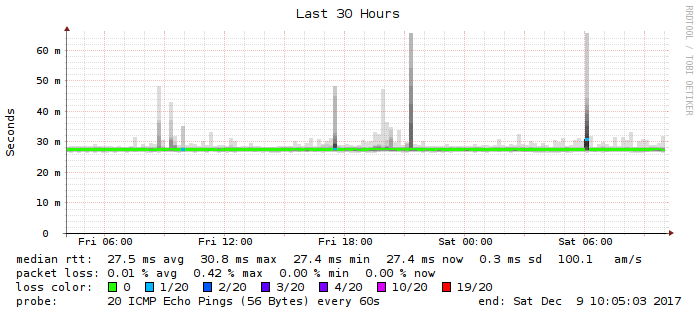 Last 30 Hours
RRDTOOL / TOBI OETIKER
Seconds
60 m
50 m
40 m
30 m
20 m
10 m
0
Fri 06:00 Fri 12:00 Fri 18:00 Sat 00:00 Sat 06:00
median rtt: 27.5 ms avg 30.8 ms max 27.4 ms min 27.4 ms now 0.3 ms sd 100.1 am/s
packet loss: 0.01 % avg 0.42 % max 0.00 % min 0.00 % now
loss color: 0 1/20 2/20 3/20 4/20 10/20 19/20
probe: 20 ICMP Echo Pings (56 Bytes) every 60s end: Sat Dec 9 10:05:03 2017